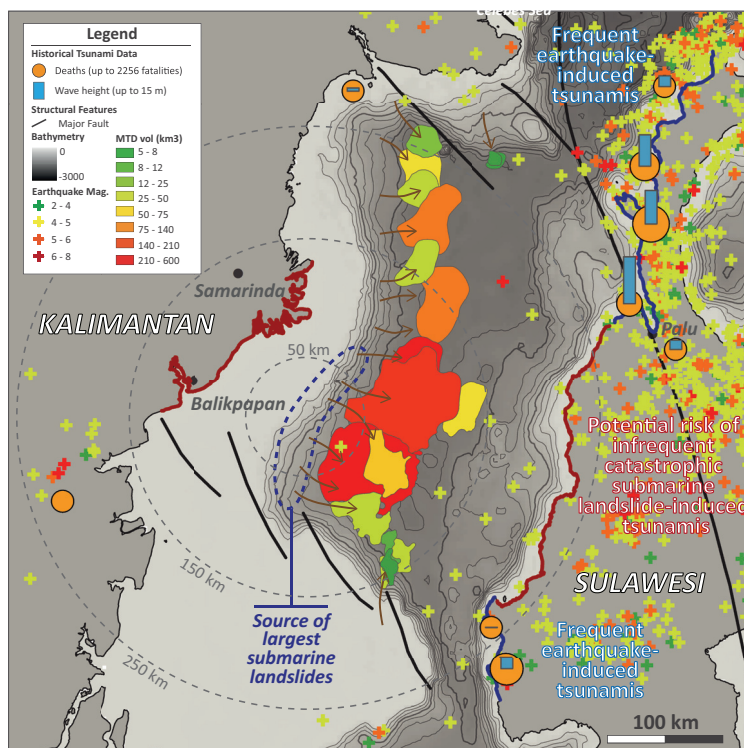 Celebes Sea
Legend
Historical Tsunami Data
Deaths (up to 2256 fatalities)
Wave height (up to 15 m)
Structural Features
Major Fault
Bathymetry
0
-3000
MTD vol (km3)
5 - 8
8 - 12
12 - 25
25 - 50
50 - 75
75 - 140
140 - 210
210 - 600
Earthquake Mag.
2 - 4
4 - 5
5 - 6
6 - 8
Frequent
earthquake-
induced
tsunamis
Samarinda
KALIMANTAN
50 km
Balikpapan
Palu
Potential risk of
infrequent
catastrophic
submarine
landslide-induced
tsunamis
150 km
SULAWESI
Source of
largest
submarine
landslides
Frequent
earthquake-
induced
tsunamis
250 km
100 km